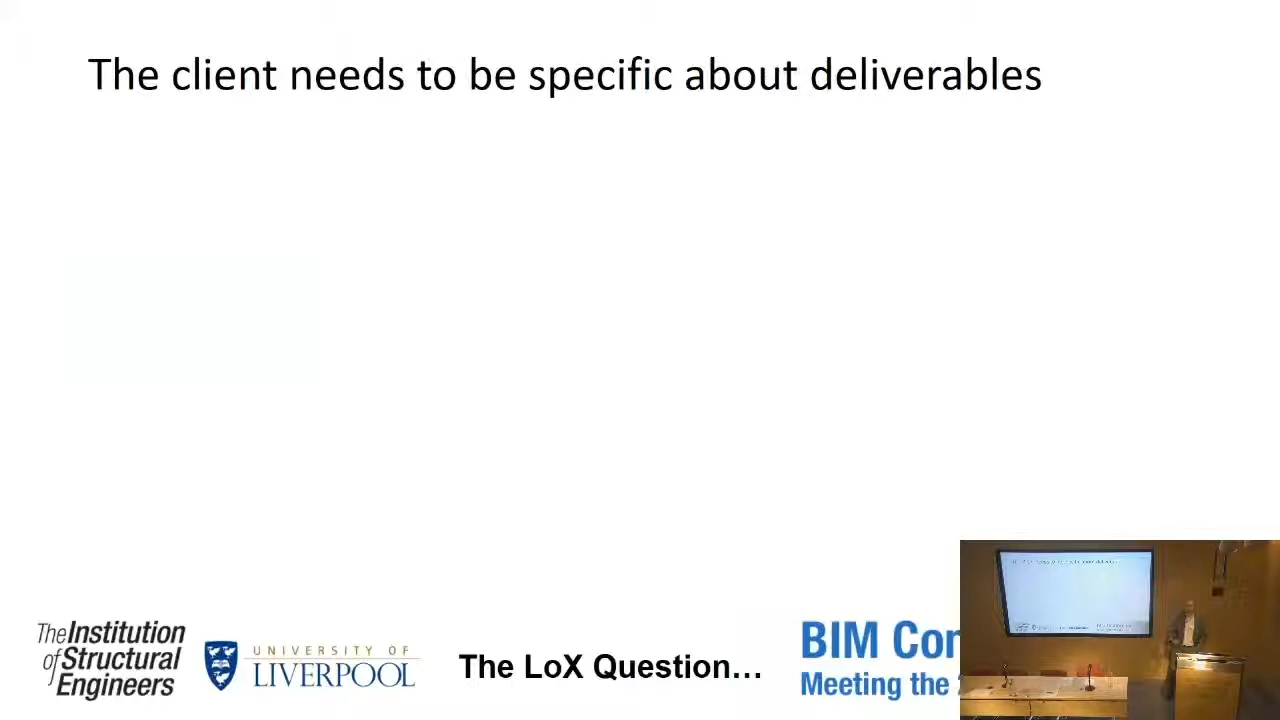 The client needs to be specific about deliverables
The Institution
of Structural
Engineers
UNIVERSITY OF
LIVERPOOL
The LoX Question…
BIM Con
Meeting the